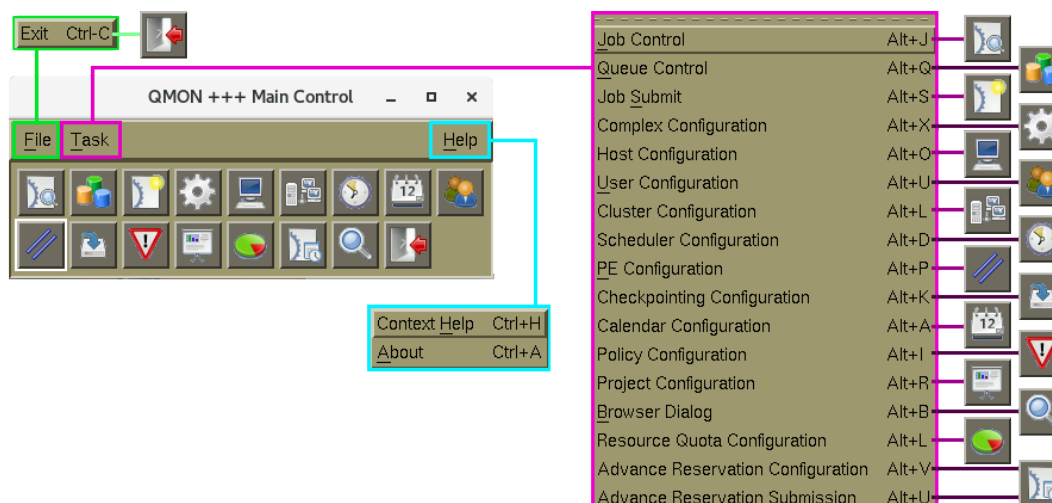 Exit Ctrl-C
QMON +++ Main Control
File Task Help
12
Context Help Ctrl+H
About Ctrl+A
Job Control Alt+J
Queue Control Alt+Q
Job Submit Alt+S
Complex Configuration Alt+X
Host Configuration Alt+O
User Configuration Alt+U
Cluster Configuration Alt+L
Scheduler Configuration Alt+D
PE Configuration Alt+P
Checkpointing Configuration Alt+K
Calendar Configuration Alt+A
12
Policy Configuration Alt+I
Project Configuration Alt+R
Browser Dialog Alt+B
Resource Quota Configuration Alt+L
Advance Reservation Configuration Alt+V
Advance Reservation Submission Alt+U